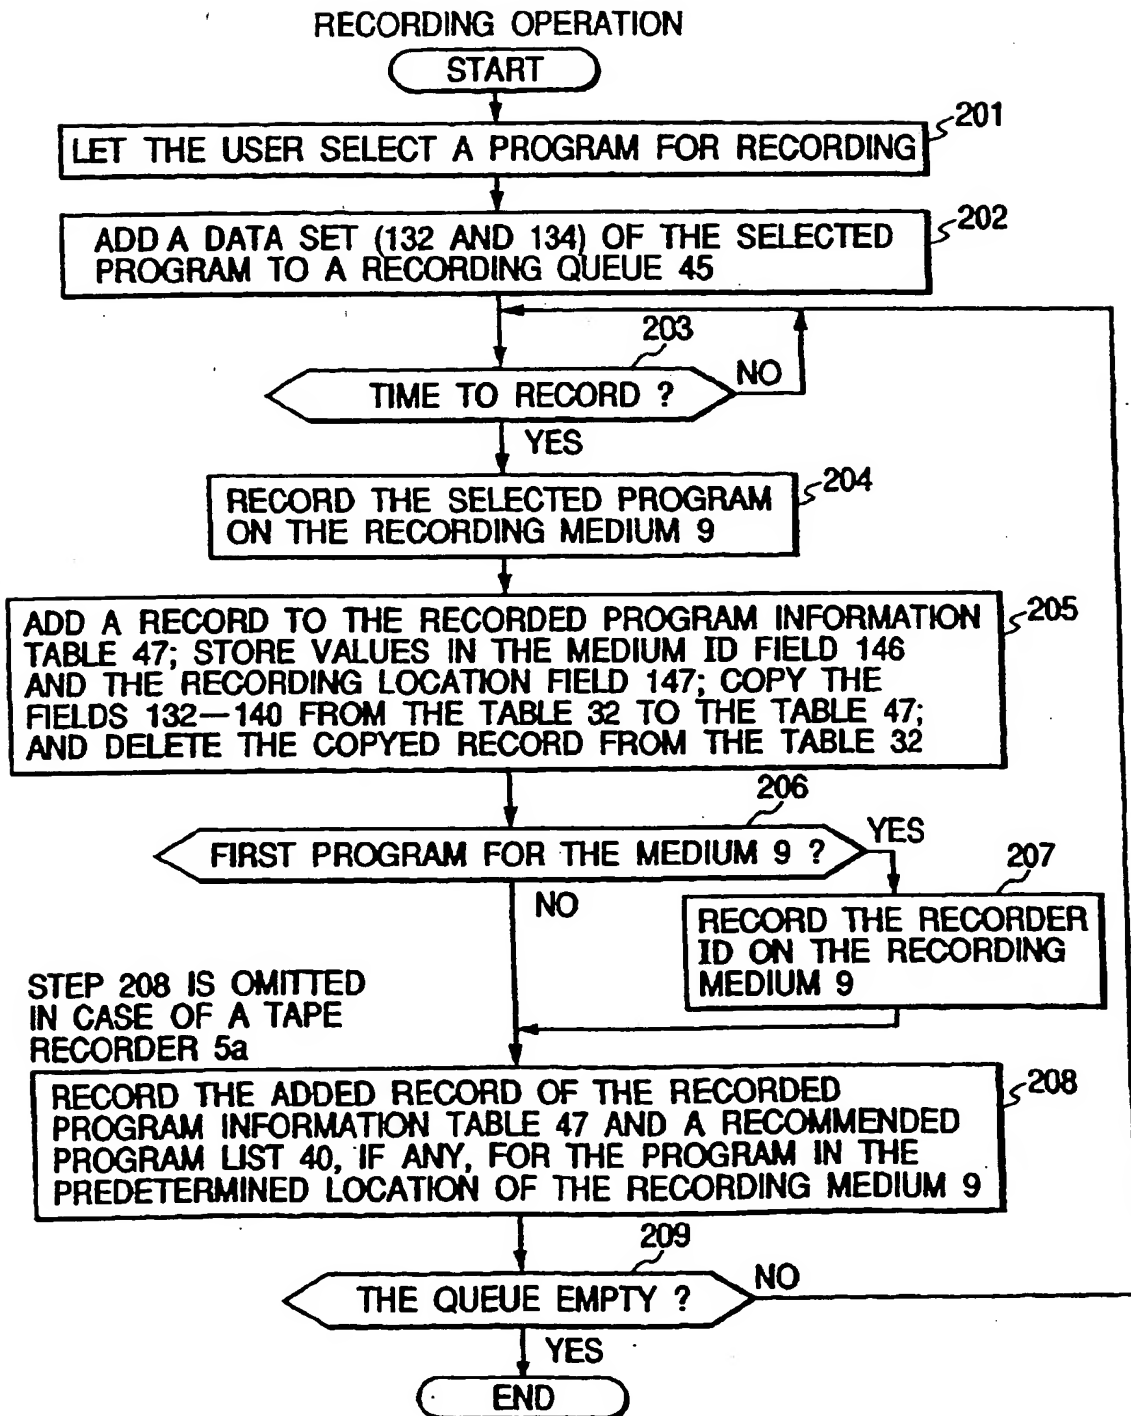 RECORDING OPERATION
START
201
LET THE USER SELECT A PROGRAM FOR RECORDING
202
ADD A DATA SET (132 AND 134) OF THE SELECTED
PROGRAM TO A RECORDING QUEUE 45
203
TIME TO RECORD ?
NO
YES
204
RECORD THE SELECTED PROGRAM
ON THE RECORDING MEDIUM 9
205
ADD A RECORD TO THE RECORDED PROGRAM INFORMATION
TABLE 47; STORE VALUES IN THE MEDIUM ID FIELD 146
AND THE RECORDING LOCATION FIELD 147; COPY THE
FIELDS 132—140 FROM THE TABLE 32 TO THE TABLE 47;
AND DELETE THE COPYED RECORD FROM THE TABLE 32
206
FIRST PROGRAM FOR THE MEDIUM 9 ?
YES
NO
207
RECORD THE RECORDER
ID ON THE RECORDING
MEDIUM 9
STEP 208 IS OMITTED
IN CASE OF A TAPE
RECORDER 5a
208
RECORD THE ADDED RECORD OF THE RECORDED
PROGRAM INFORMATION TABLE 47 AND A RECOMMENDED
PROGRAM LIST 40, IF ANY, FOR THE PROGRAM IN THE
PREDETERMINED LOCATION OF THE RECORDING MEDIUM 9
209
THE QUEUE EMPTY ?
NO
YES
END